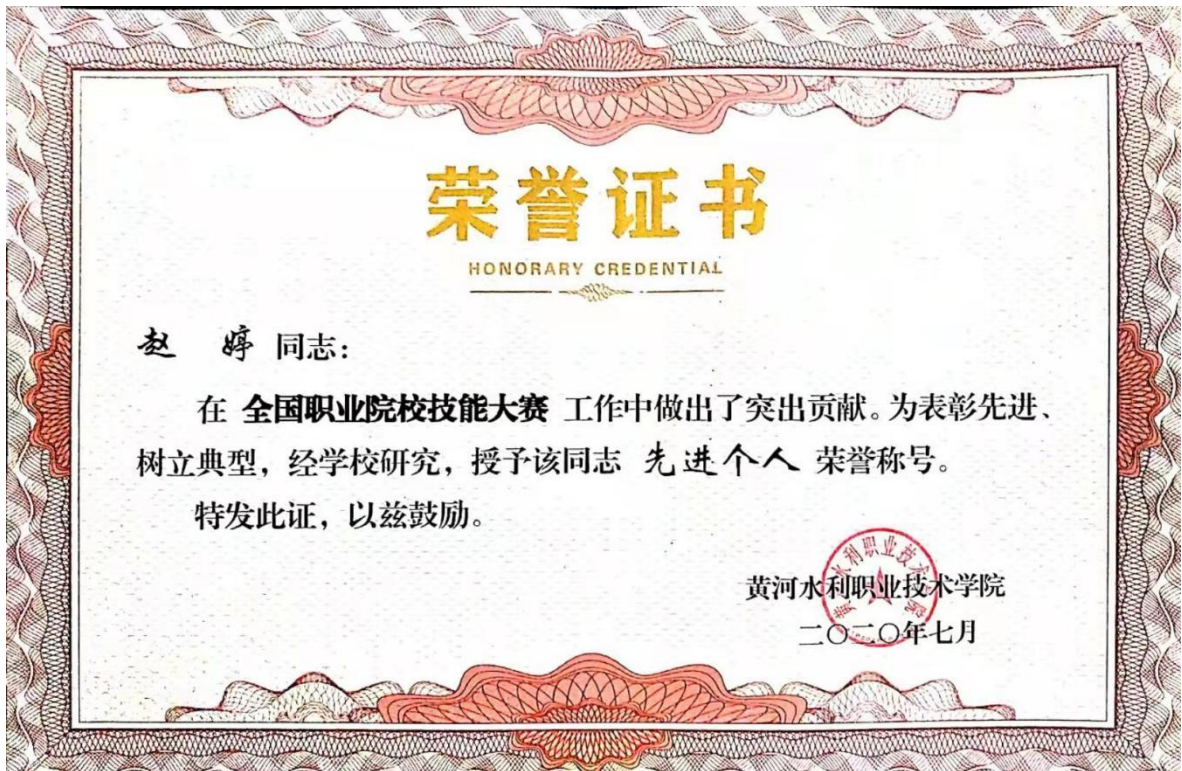 荣誉证书
HONORARY CREDENTIAL
赵 婷 同志：
在 全国职业院校技能大赛 工作中做出了突出贡献。为表彰先进、
树立典型，经学校研究，授予该同志 先进个人 荣誉称号。
特发此证，以兹鼓励。
黄河水利职业技术学院
二〇二〇年七月